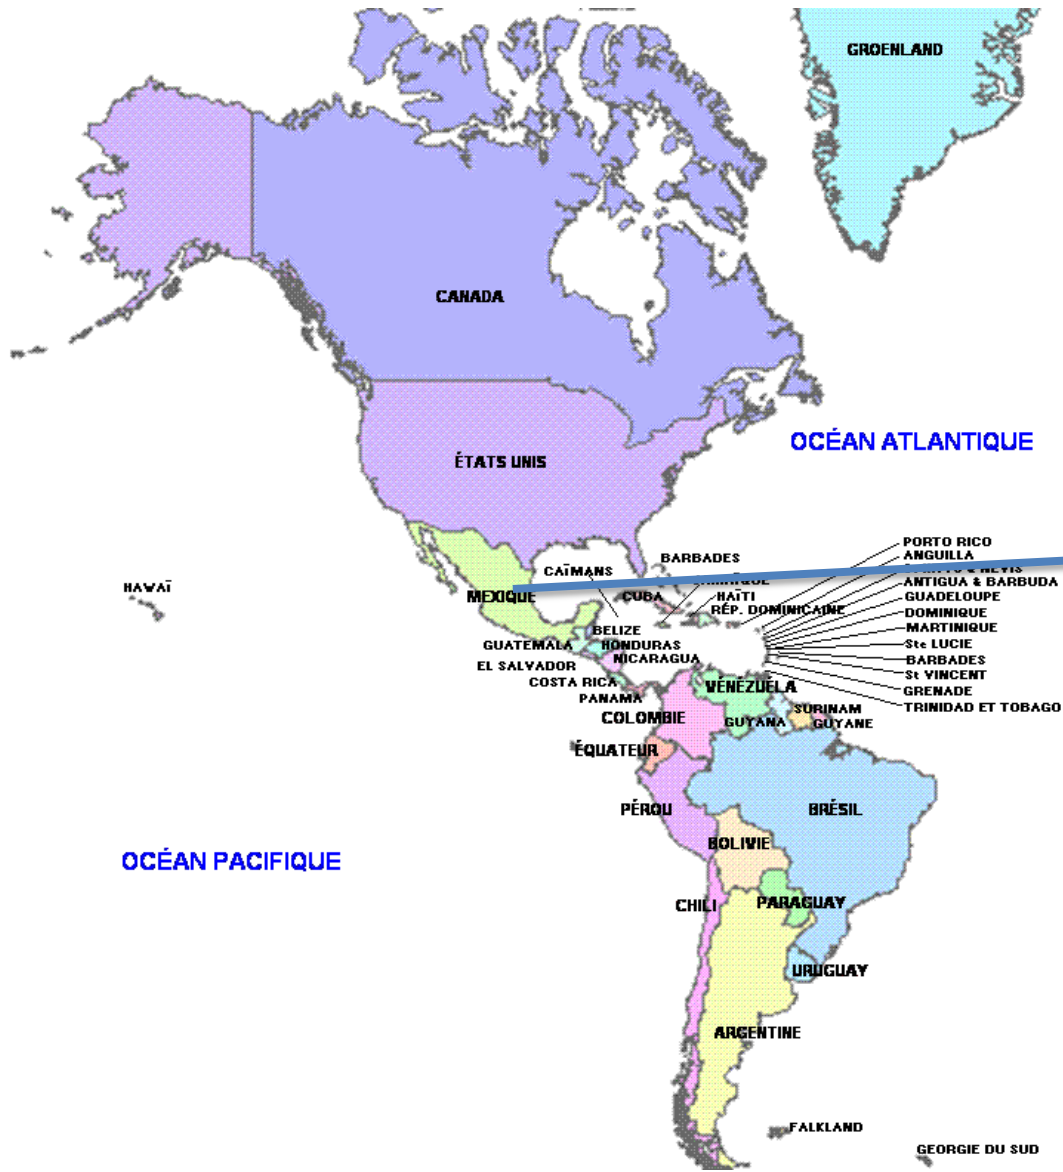 GROENLAND
CANADA
OCÉAN ATLANTIQUE
ÉTATS UNIS
PORTO RICO
ANGUILLA
BARBADES
CAÏMANS
HAWAÏ
ANTIGUA & BARBUDA
MEXIQUE
CUBA
HAÏTI
GUADELOUPE
RÉP. DOMINICAINE
DOMINIQUE
MARTINIQUE
BELIZE
GUATEMALA
HONDURAS
Ste LUCIE
NICARAGUA
BARBADES
EL SALVADOR
St VINCENT
COSTA RICA
VÉNÉZUÉLA
GRENADE
PANAMA
TRINIDAD ET TOBAGO
SURINAM
COLOMBIE
GUYANA
GUYANE
ÉQUATEUR
PÉROU
BRÉSIL
BOLIVIE
OCÉAN PACIFIQUE
CHILI
PARAGUAY
URUGUAY
ARGENTINE
FALKLAND
GEORGIE DU SUD